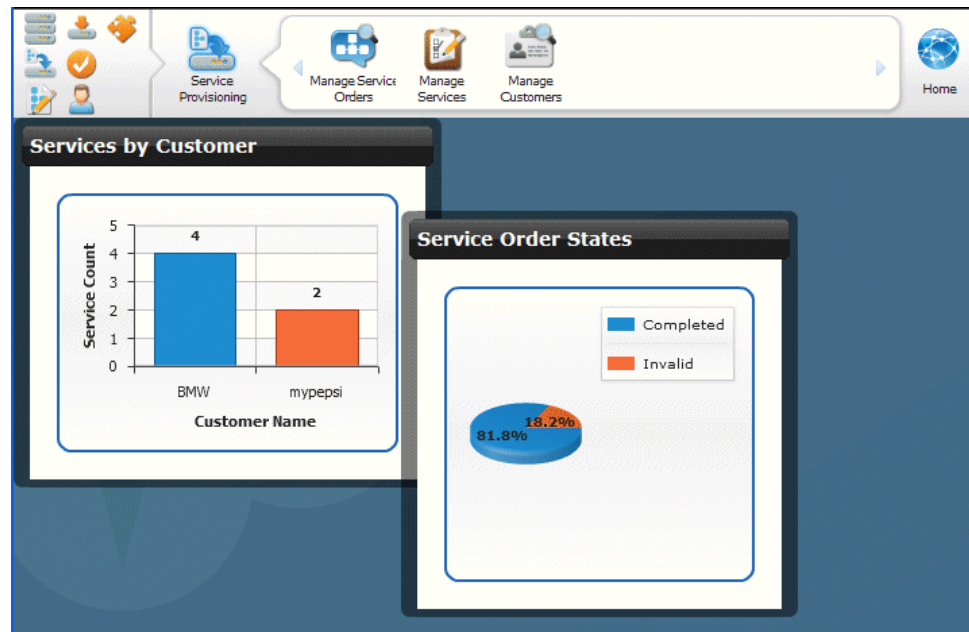 Service
Provisioning
Manage Service
Orders
Manage
Services
Manage
Customers
Home
Services by Customer
5
4
3
2
1
0
4
2
Service Count
BMW
mypepsi
Customer Name
Service Order States
Completed
Invalid
18.2%
81.8%